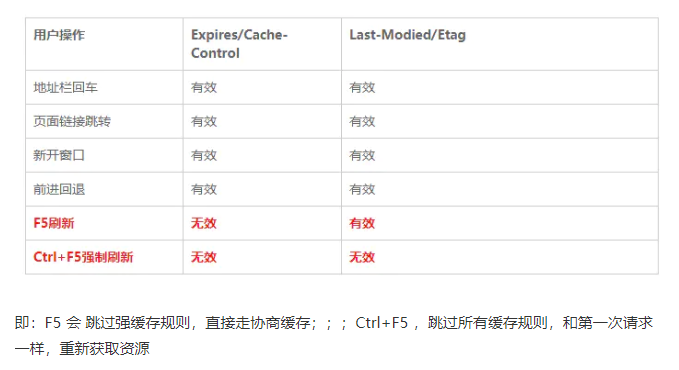 用户操作 Expires/Cache-Control Last-Modied/Etag
地址栏回车 有效 有效
页面链接跳转 有效 有效
新开窗口 有效 有效
前进回退 有效 有效
F5刷新 无效 有效
Ctrl+F5强制刷新 无效 无效
即：F5 会 跳过强缓存规则，直接走协商缓存；；；Ctrl+F5 ，跳过所有缓存规则，和第一次请求
一样，重新获取资源